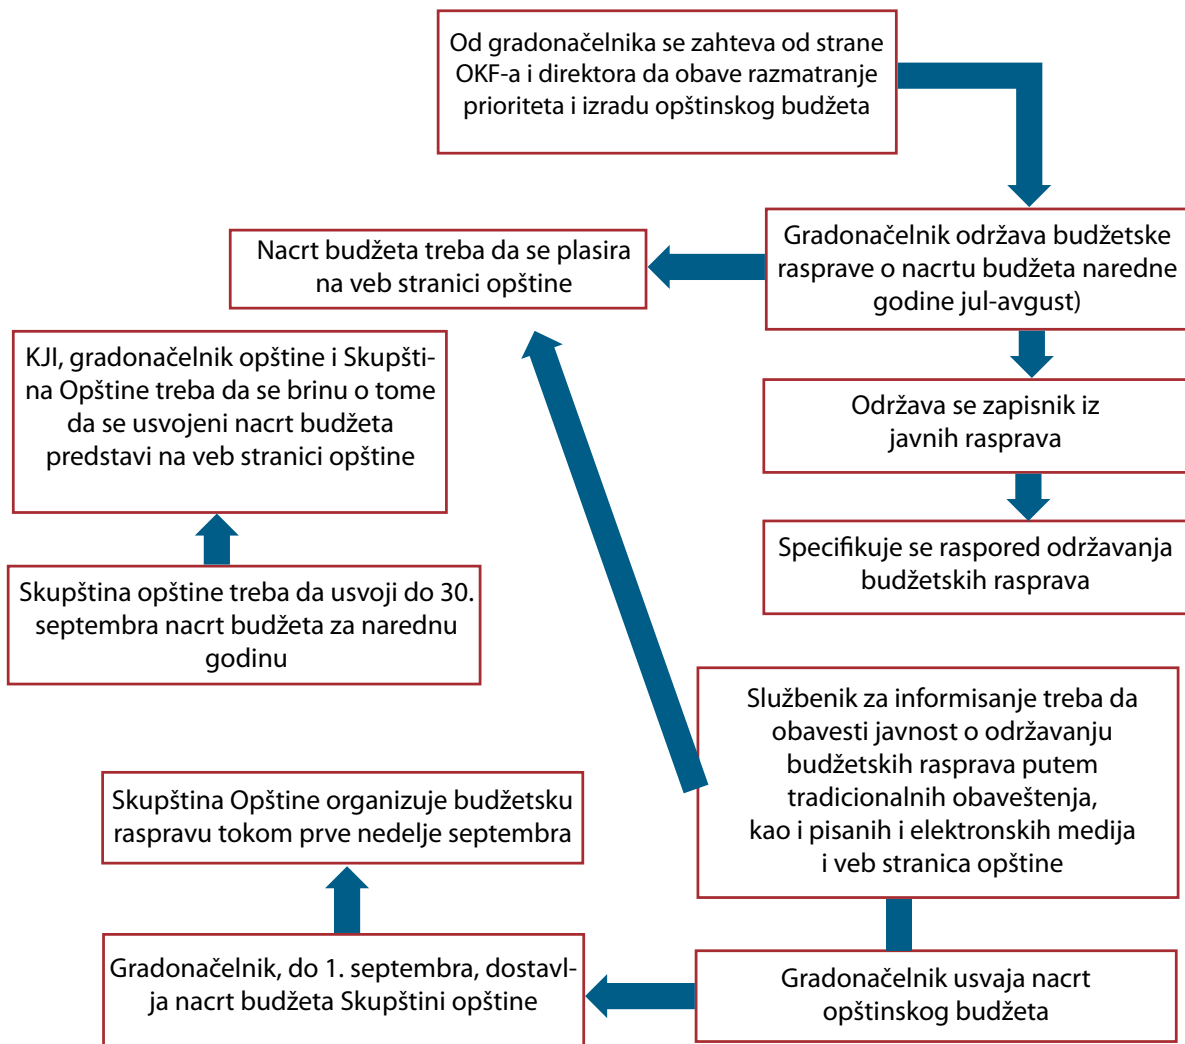 Od gradonačelnika se zahteva od strane
OKF-a i direktora da obave razmatranje
prioriteta i izradu opštinskog budžeta
Gradonačelnik održava budžetske
rasprave o nacrtu budžeta naredne
godine jul-avgust)
Nacrt budžeta treba da se plasira
na veb stranici opštine
KJI, gradonačelnik opštine i Skupšti-
na Opštine treba da se brinu o tome
da se usvojeni nacrt budžeta
predstavi na veb stranici opštine
Održava se zapisnik iz
javnih rasprava
Specifikuje se raspored održavanja
budžetskih rasprava
Skupština opštine treba da usvoji do 30.
septembra nacrt budžeta za narednu
godinu
Službenik za informisanje treba da
obavesti javnost o održavanju
budžetskih rasprava putem
tradicionalnih obaveštenja,
kao i pisanih i elektronskih medija
i veb stranica opštine
Skupština Opštine organizuje budžetsku
raspravu tokom prve nedelje septembra
Gradonačelnik, do 1. septembra, dostavl-
ja nacrt budžeta Skupštini opštine
Gradonačelnik usvaja nacrt
opštinskog budžeta